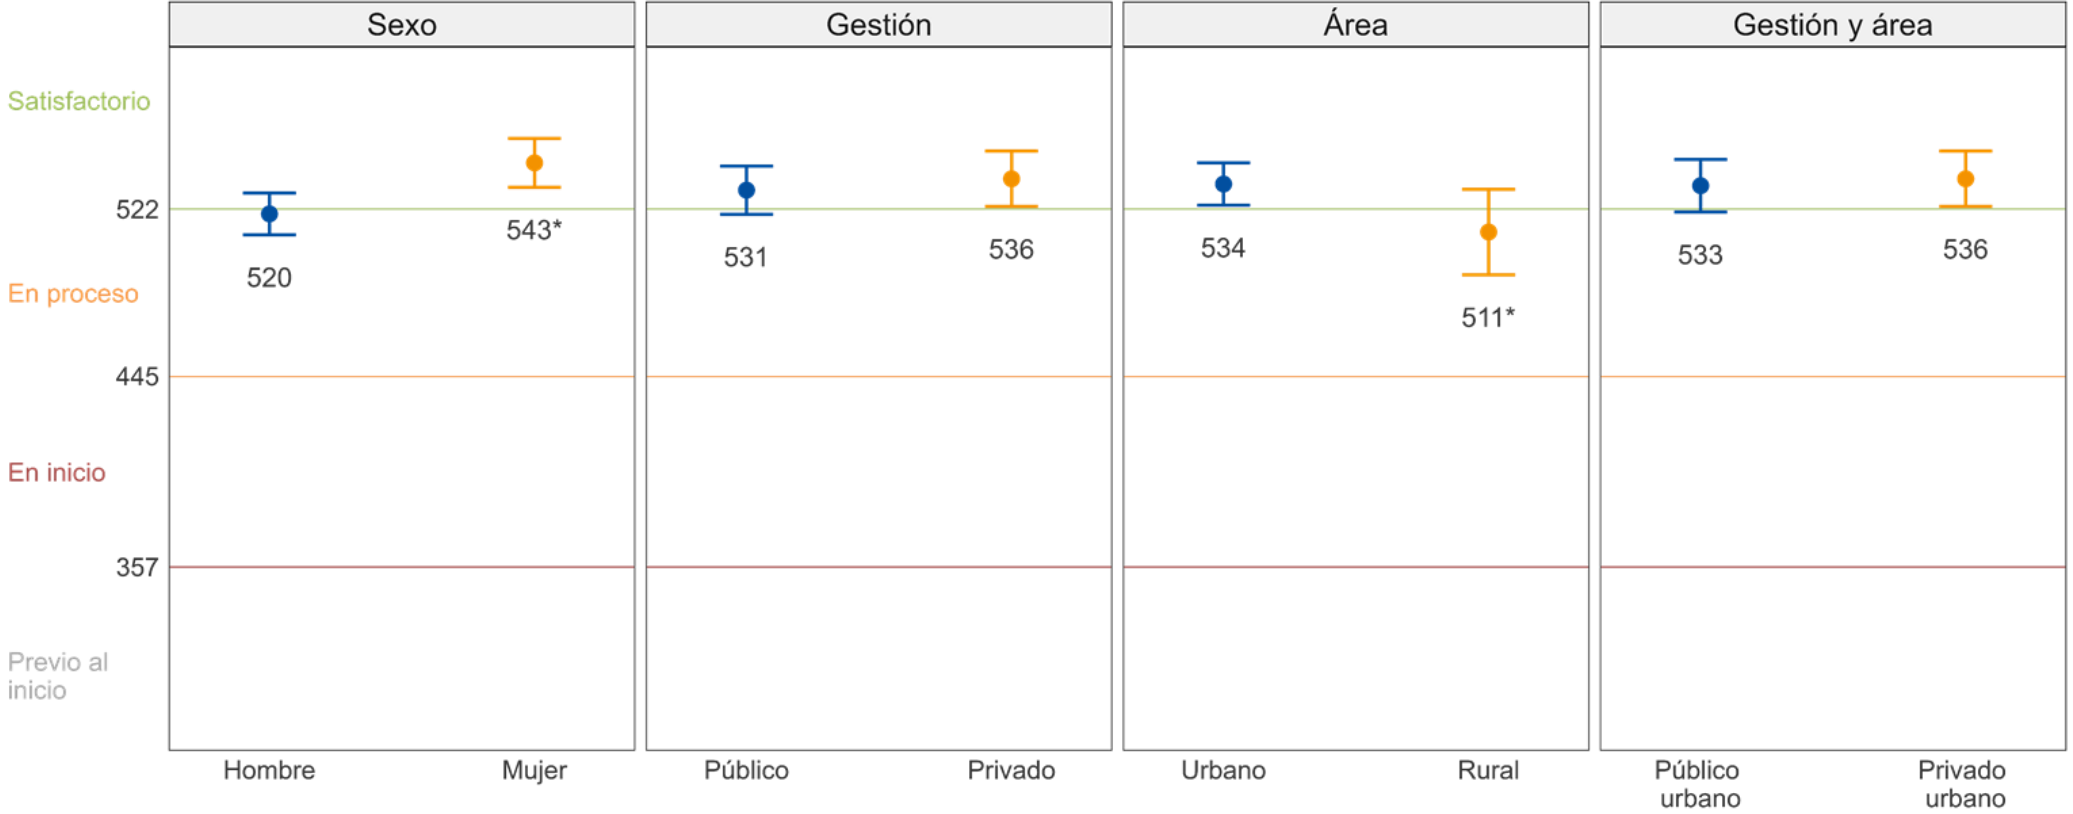 Sexo
Gestión
Área
Gestión y área
Satisfactorio
522
En proceso
445
En inicio
357
Previo al
inicio
520
543*
531
536
534
511*
533
536
Hombre
Mujer
Público
Privado
Urbano
Rural
Público
urbano
Privado
urbano